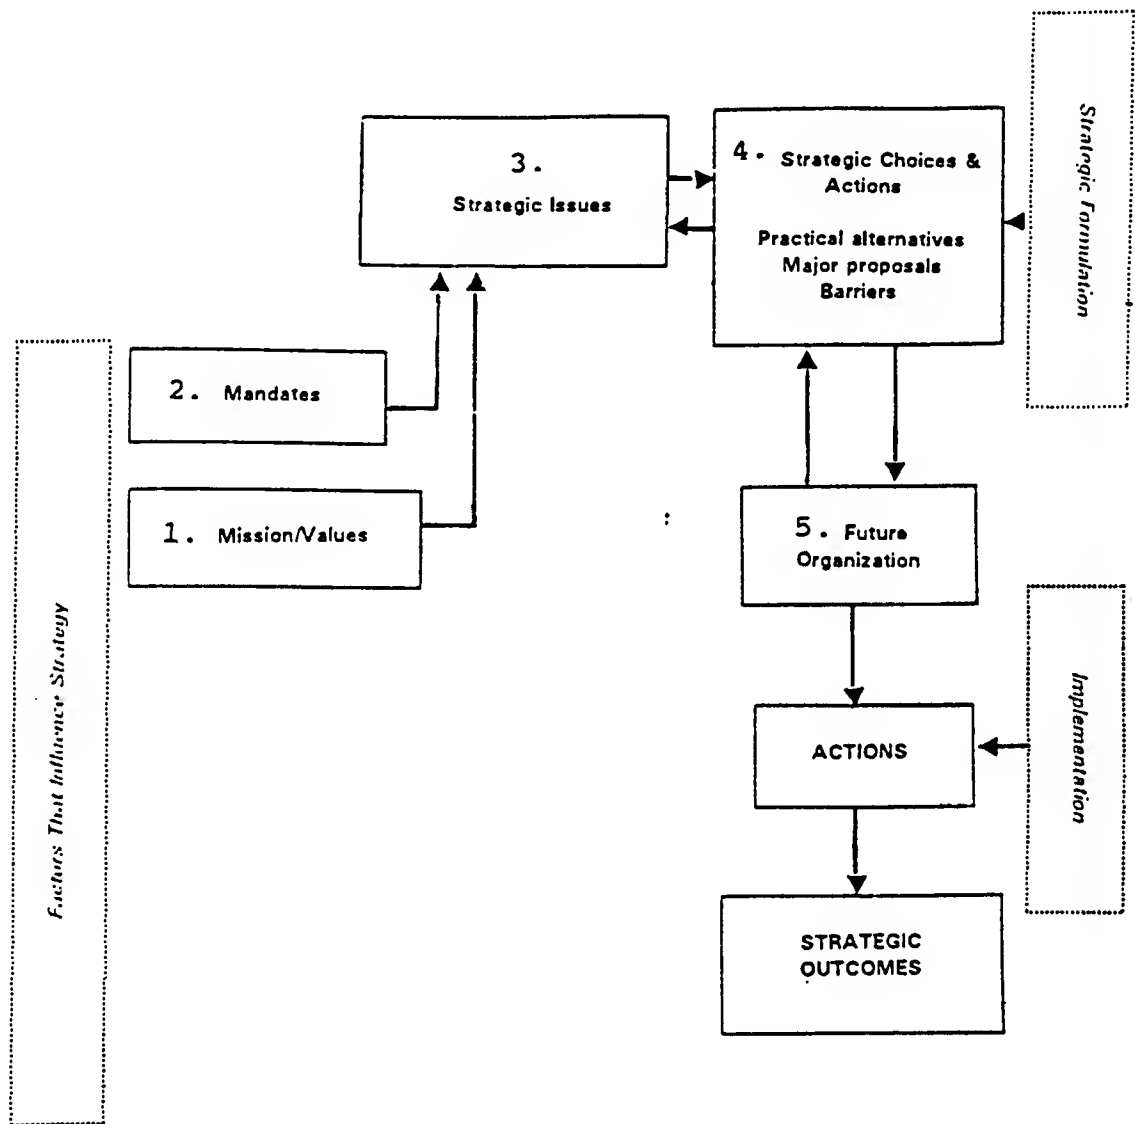 3.
Strategic Issues
4. Strategic Choices &
Actions
Practical alternatives
Major proposals
Barriers
Strategic Formulation
2. Mandates
1. Mission/Values
5. Future
Organization
Factors That Influence Strategy
Implementation
ACTIONS
STRATEGIC
OUTCOMES